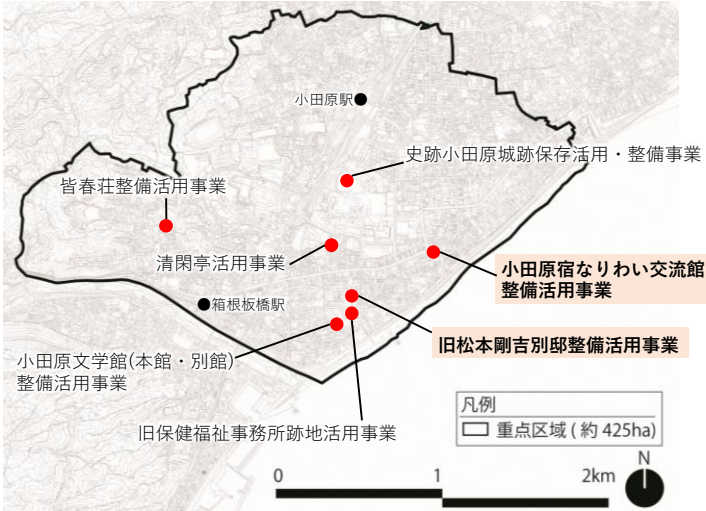 小田原駅
史跡小田原城跡保存活用・整備事業
皆春荘整備活用事業
清閑亭活用事業
小田原宿なりわい交流館
整備活用事業
箱根板橋駅
旧松本剛吉別邸整備活用事業
小田原文学館(本館・別館)
整備活用事業
旧保健福祉事務所跡地活用事業
凡例
重点区域(約425ha)
0 1 2km
N